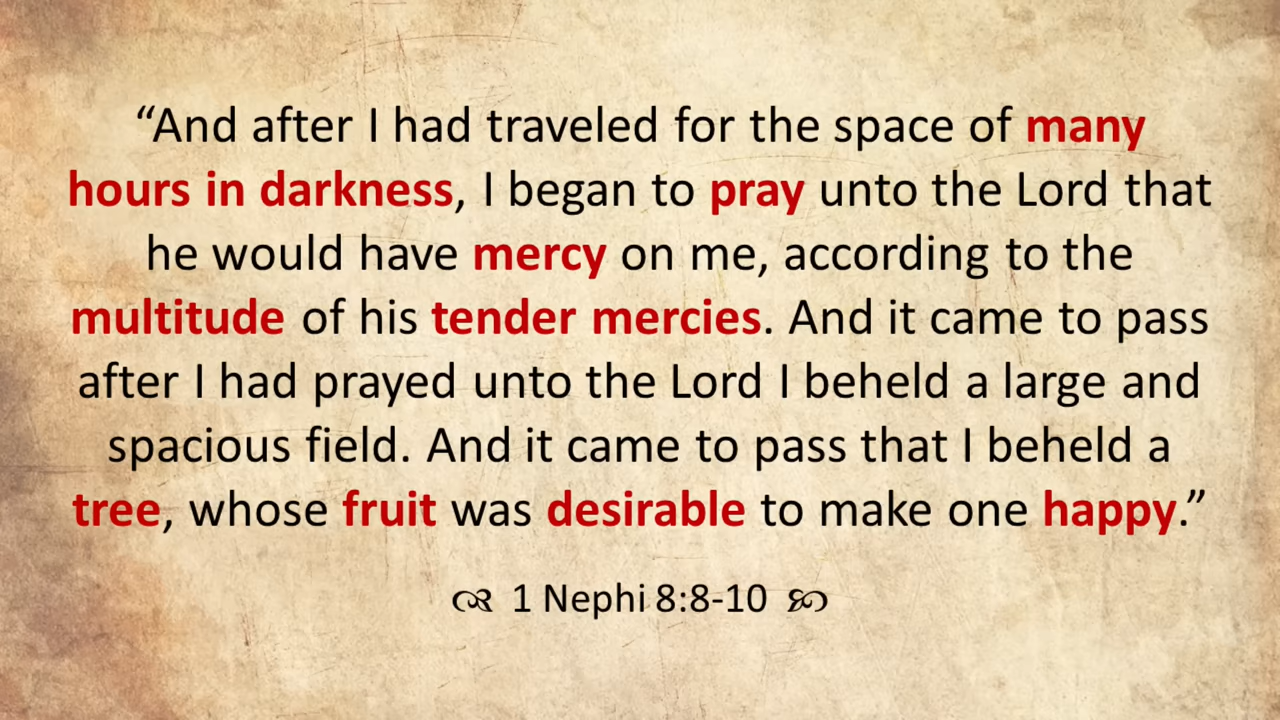 “And after I had traveled for the space of many
hours in darkness, I began to pray unto the Lord that
he would have mercy on me, according to the
multitude of his tender mercies. And it came to pass
after I had prayed unto the Lord I beheld a large and
spacious field. And it came to pass that I beheld a
tree, whose fruit was desirable to make one happy.”
1 Nephi 8:8-10